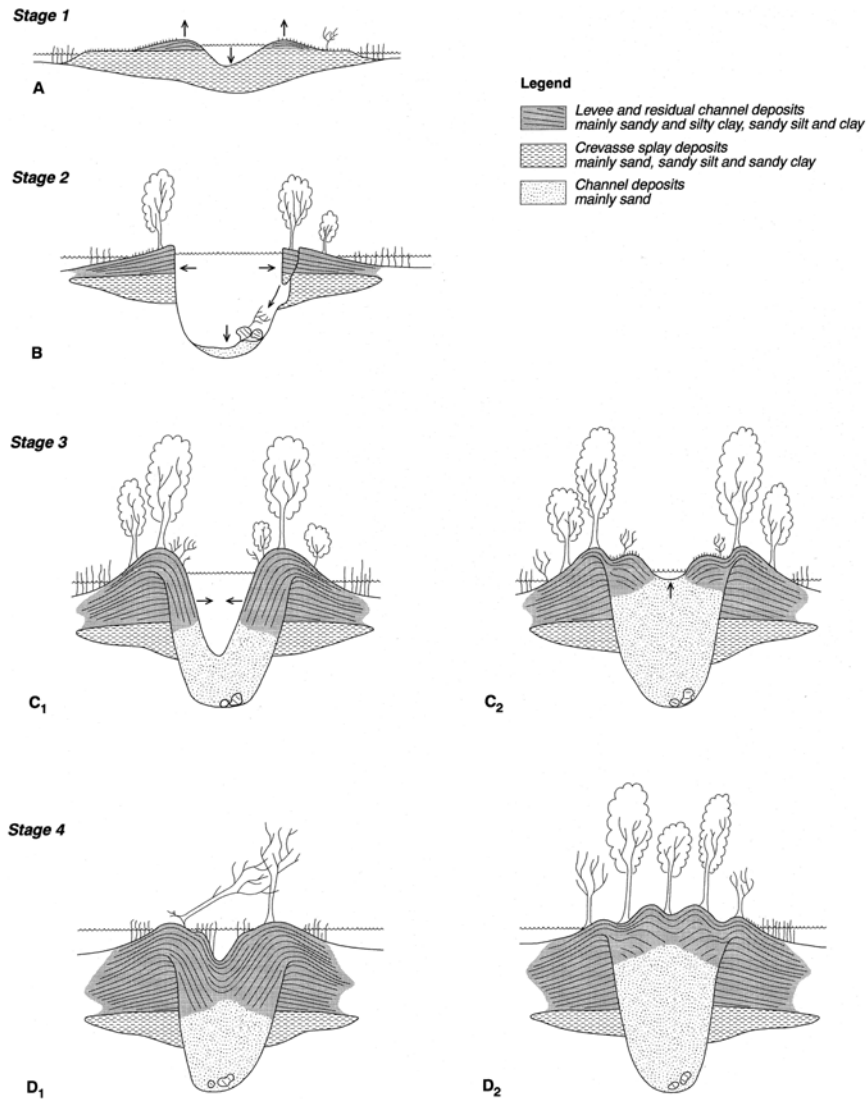 Stage 1
A
Legend
Levee and residual channel deposits
mainly sandy and silty clay, sandy silt and clay
Crevasse splay deposits
mainly sand, sandy silt and sandy clay
Channel deposits
mainly sand
Stage 2
B
Stage 3
C1
C2
Stage 4
D1
D2